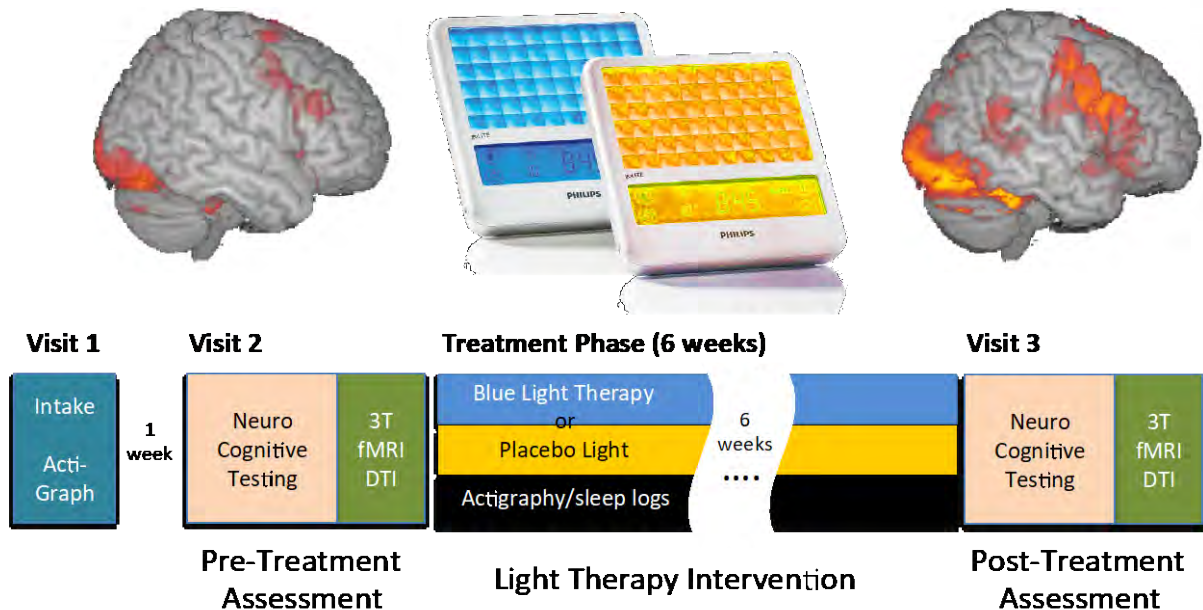 PHILIPS
PHILIPS
Visit 1
Visit 2
Treatment Phase (6 weeks)
Visit 3
Intake
Acti-
Graph
1
week
Neuro
Cognitive
Testing
3T
fMRI
DTI
Blue Light Therapy
or
Placebo Light
Actigraphy/sleep logs
6
weeks
....
Neuro
Cognitive
Testing
3T
fMRI
DTI
Pre-Treatment
Assessment
Light Therapy Intervention
Post-Treatment
Assessment